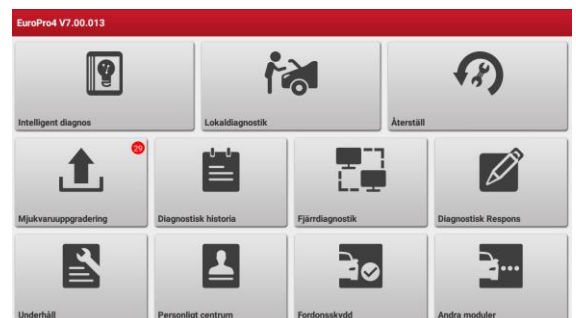 EuroPro4 V7.00.013
Intelligent diagnos
Lokaldiagnostik
Återställ
29
Mjukvaruuppgradering
Diagnostisk historia
Fjärrdiagnostik
Diagnostisk Respons
Underhåll
Personligt centrum
Fordonsskydd
Andra moduler